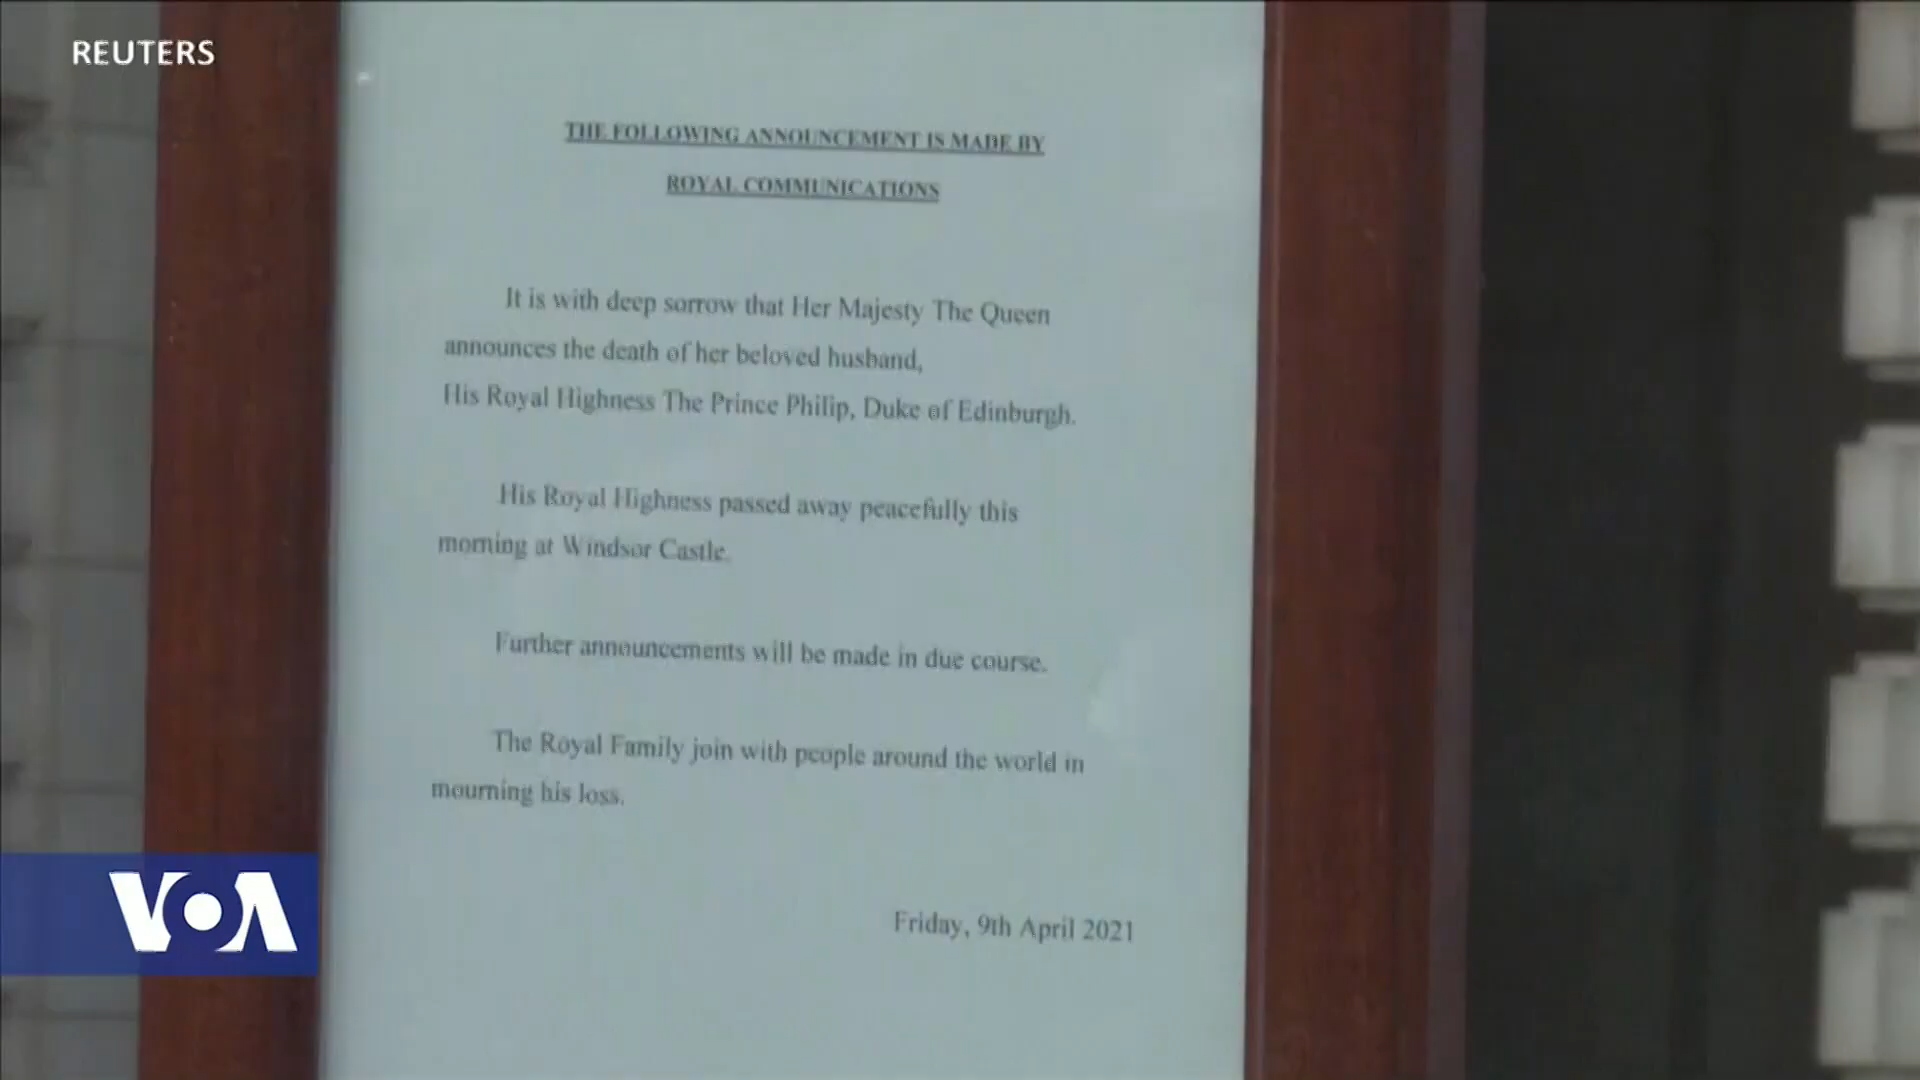 REUTERS
THE FOLLOWING ANNOUNCEMENT IS MADE BY
ROYAL COMMUNICATIONS
It is with deep sorrow that Her Majesty The Queen
announces the death of her beloved husband,
His Royal Highness The Prince Philip, Duke of Edinburgh.
His Royal Highness passed away peacefully this
morning at Windsor Castle.
Further announcements will be made in due course.
The Royal Family join with people around the world in
mourning his loss.
VOA
Friday, 9th April 2021